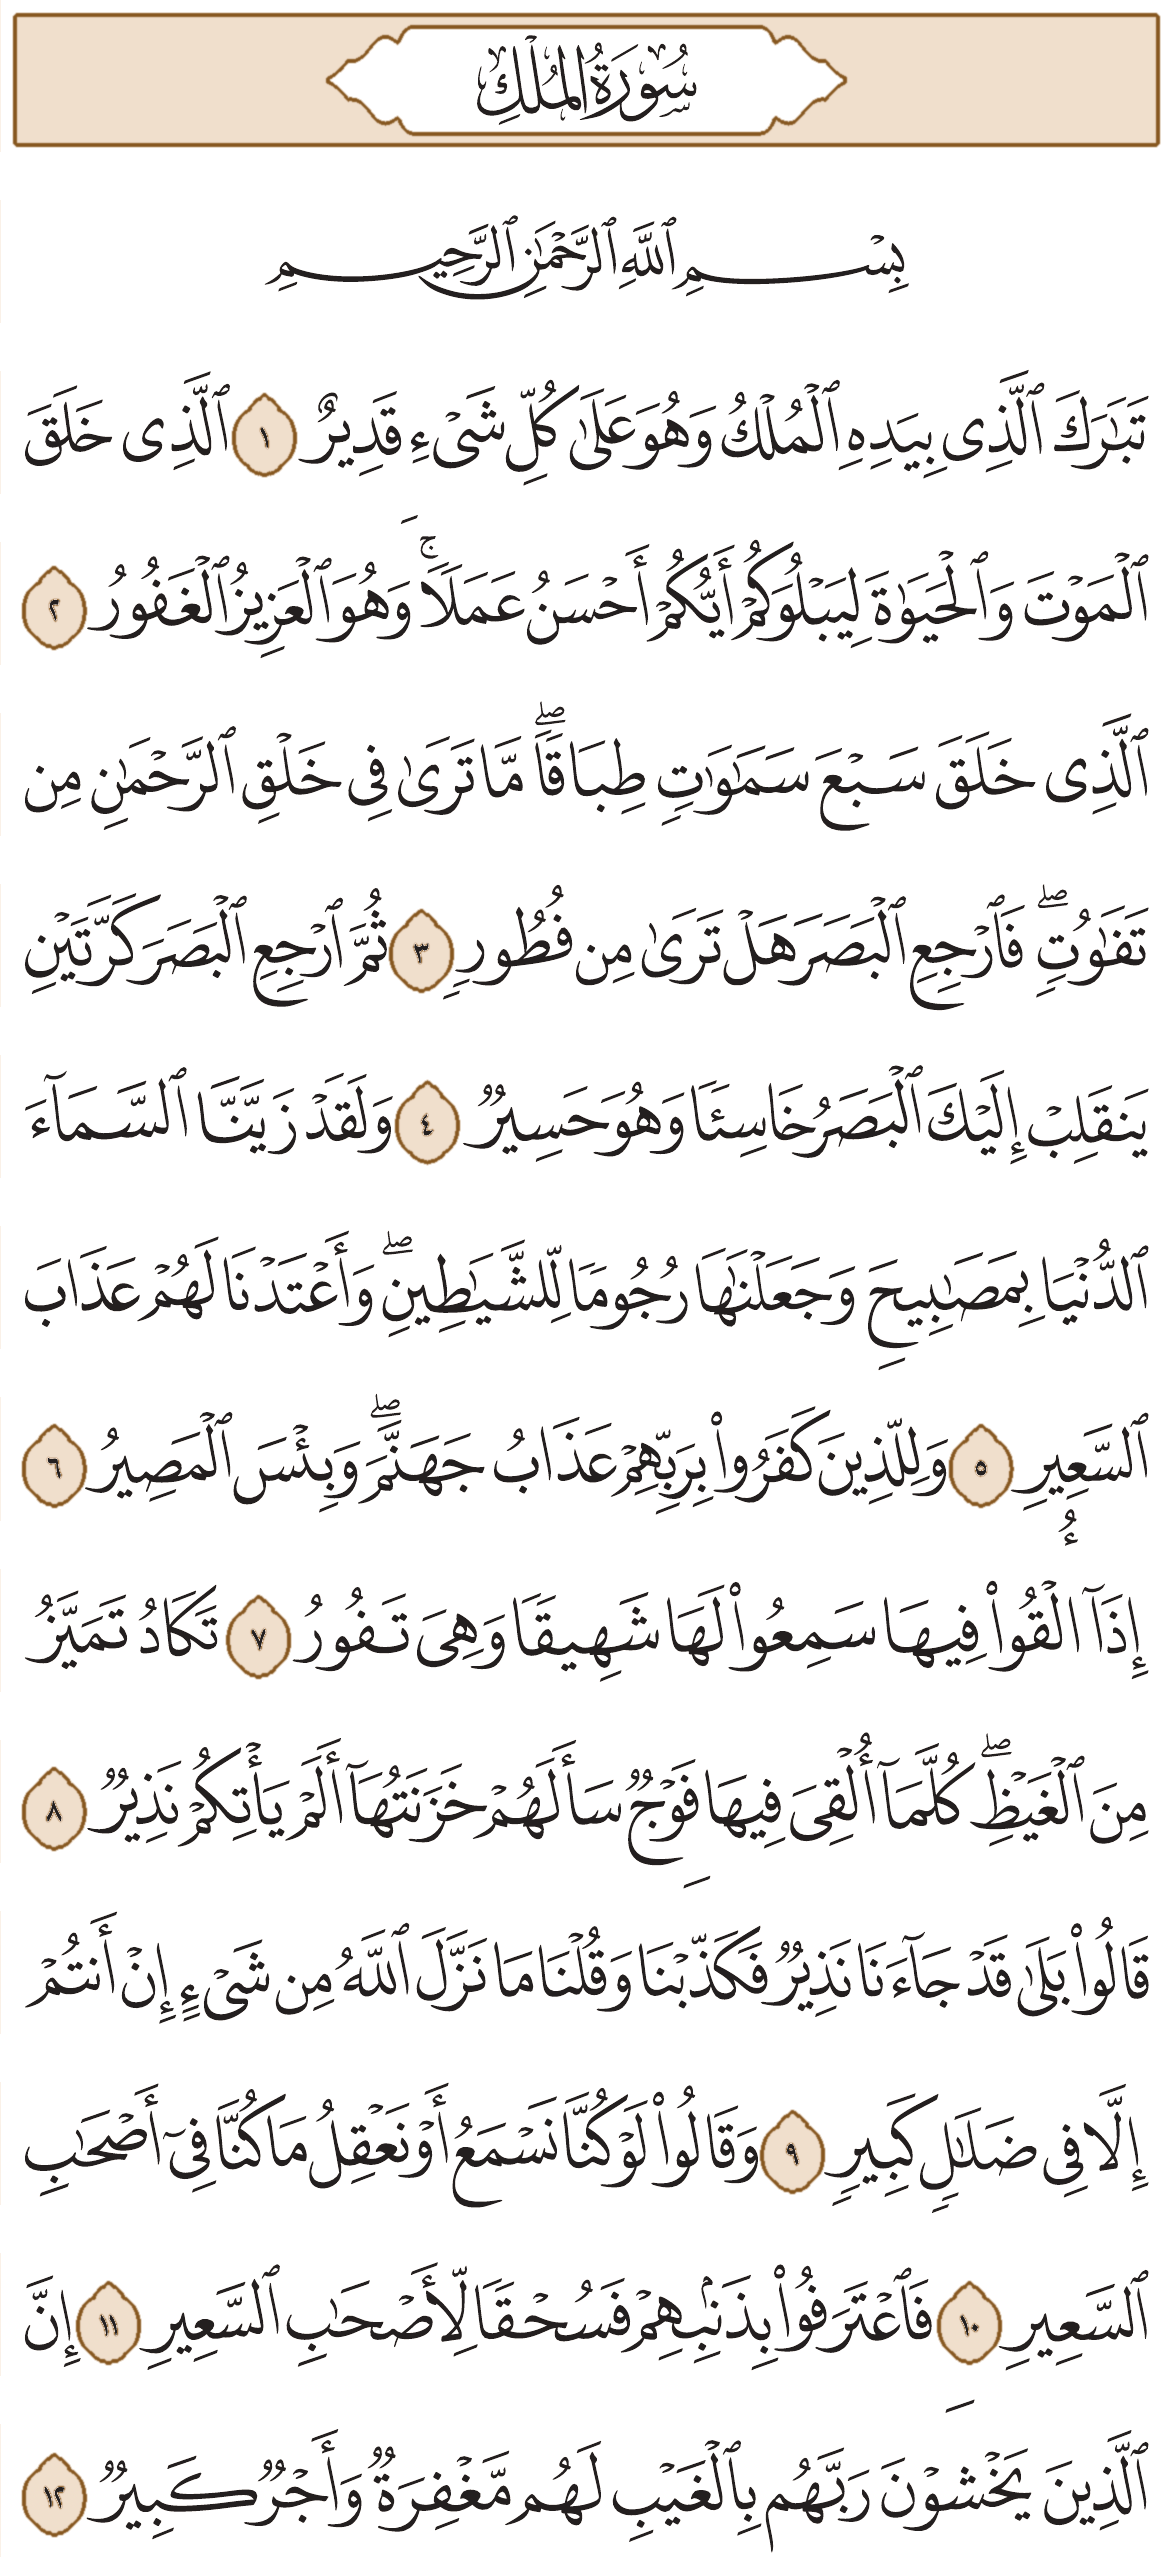 سُورَةُ المُلْكِ
بِسْمِ ٱللَّهِ ٱلرَّحْمَٰنِ ٱلرَّحِيمِ
تَبَٰرَكَ ٱلَّذِى بِيَدِهِ ٱلْمُلْكُ وَهُوَ عَلَىٰ كُلِّ شَىْءٍ قَدِيرٌ ١ ٱلَّذِى خَلَقَ
ٱلْمَوْتَ وَٱلْحَيَوٰةَ لِيَبْلُوَكُمْ أَيُّكُمْ أَحْسَنُ عَمَلًا ۚ وَهُوَ ٱلْعَزِيزُ ٱلْغَفُورُ ٢
ٱلَّذِى خَلَقَ سَبْعَ سَمَٰوَٰتٍ طِبَاقًا ۖ مَّا تَرَىٰ فِى خَلْقِ ٱلرَّحْمَٰنِ مِن
تَفَٰوُتٍ ۖ فَٱرْجِعِ ٱلْبَصَرَ هَلْ تَرَىٰ مِن فُطُورٍ ٣ ثُمَّ ٱرْجِعِ ٱلْبَصَرَ كَرَّتَيْنِ
يَنقَلِبْ إِلَيْكَ ٱلْبَصَرُ خَاسِئًا وَهُوَ حَسِيرٌ ٤ وَلَقَدْ زَيَّنَّا ٱلسَّمَآءَ
ٱلدُّنْيَا بِمَصَٰبِيحَ وَجَعَلْنَٰهَا رُجُومًا لِّلشَّيَٰطِينِ ۖ وَأَعْتَدْنَا لَهُمْ عَذَابَ
ٱلسَّعِيرِ ٥ وَلِلَّذِينَ كَفَرُوا۟ بِرَبِّهِمْ عَذَابُ جَهَنَّمَ ۖ وَبِئْسَ ٱلْمَصِيرُ ٦
إِذَآ أُلْقُوا۟ فِيهَا سَمِعُوا۟ لَهَا شَهِيقًا وَهِىَ تَفُورُ ٧ تَكَادُ تَمَيَّزُ
مِنَ ٱلْغَيْظِ ۖ كُلَّمَآ أُلْقِىَ فِيهَا فَوْجٌ سَأَلَهُمْ خَزَنَتُهَآ أَلَمْ يَأْتِكُمْ نَذِيرٌ ٨
قَالُوا۟ بَلَىٰ قَدْ جَآءَنَا نَذِيرٌ فَكَذَّبْنَا وَقُلْنَا مَا نَزَّلَ ٱللَّهُ مِن شَىْءٍ إِنْ أَنتُمْ
إِلَّا فِى ضَلَٰلٍ كَبِيرٍ ٩ وَقَالُوا۟ لَوْ كُنَّا نَسْمَعُ أَوْ نَعْقِلُ مَا كُنَّا فِىٓ أَصْحَٰبِ
ٱلسَّعِيرِ ١٠ فَٱعْتَرَفُوا۟ بِذَنۢبِهِمْ فَسُحْقًا لِّأَصْحَٰبِ ٱلسَّعِيرِ ١١ إِنَّ
ٱلَّذِينَ يَخْشَوْنَ رَبَّهُم بِٱلْغَيْبِ لَهُم مَّغْفِرَةٌ وَأَجْرٌ كَبِيرٌ ١٢